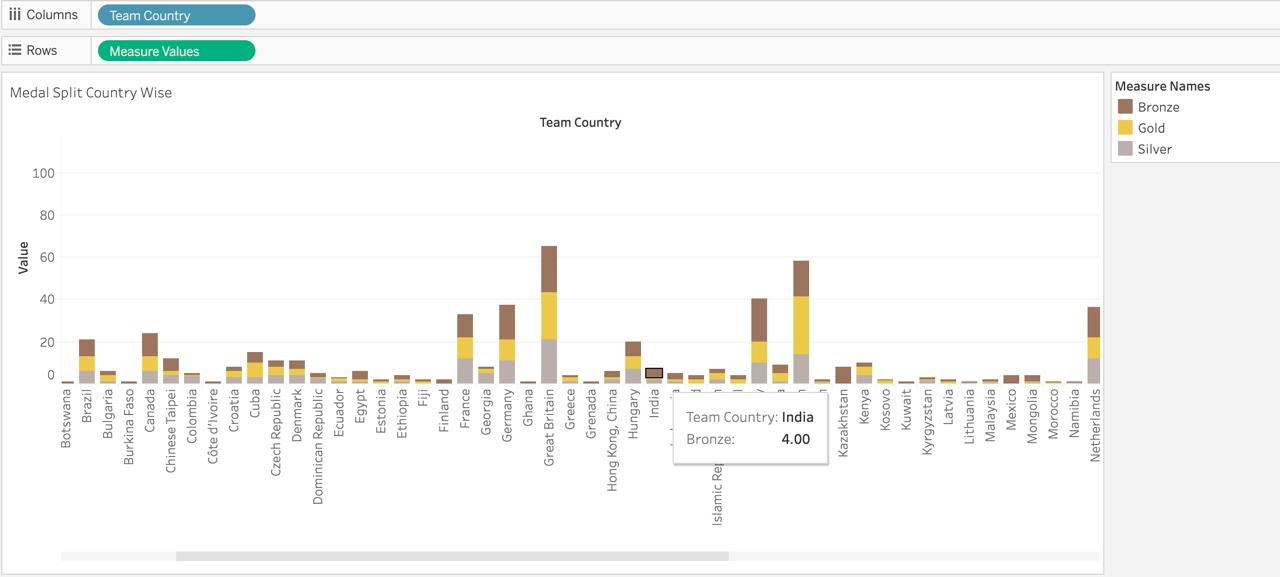 Columns
Team Country
Rows
Measure Values
Medal Split Country Wise
Team Country
Measure Names
Bronze
Gold
Silver
Value
100
80
60
40
20
0
Botswana
Brazil
Bulgaria
Burkina Faso
Canada
Chinese Taipei
Colombia
Côte d'Ivoire
Croatia
Cuba
Czech Republic
Denmark
Dominican Republic
Ecuador
Egypt
Estonia
Ethiopia
Fiji
Finland
France
Georgia
Germany
Ghana
Great Britain
Greece
Grenada
Hong Kong, China
Hungary
India
Islamic
Kazakhstan
Kenya
Kosovo
Kuwait
Kyrgyzstan
Latvia
Lithuania
Malaysia
Mexico
Mongolia
Morocco
Namibia
Netherlands
Team Country: India
Bronze: 4.00